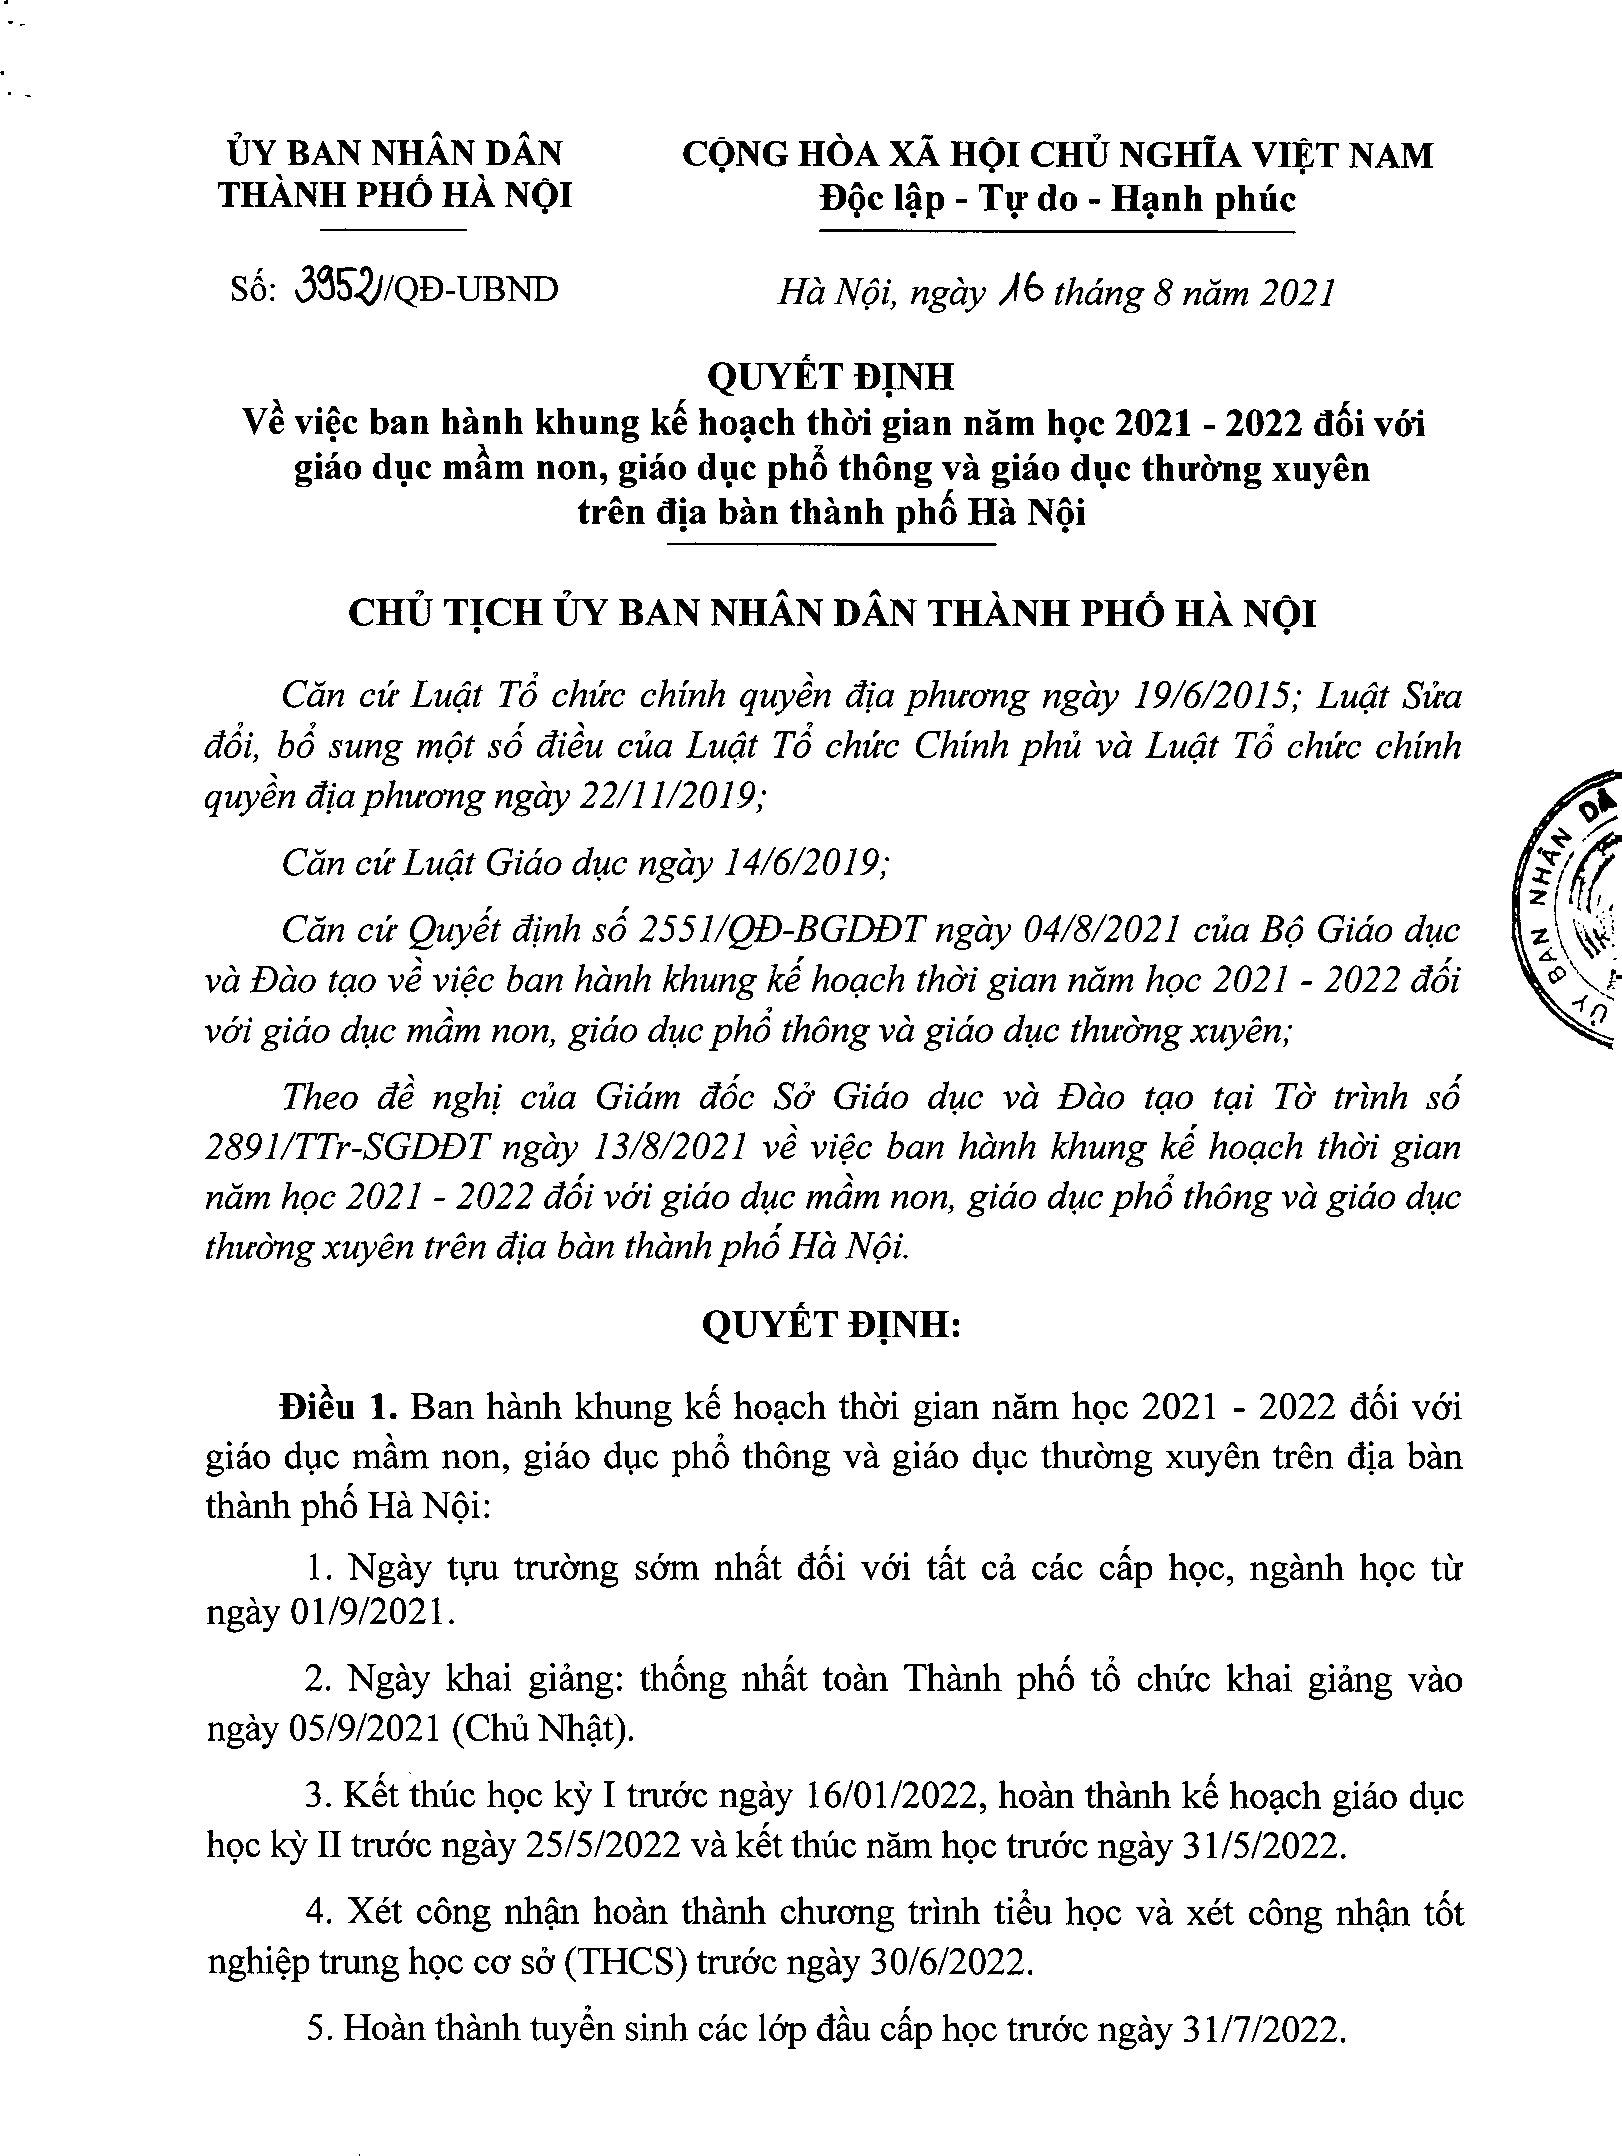 ỦY BAN NHÂN DÂN
THÀNH PHỐ HÀ NỘI
CỘNG HÒA XÃ HỘI CHỦ NGHĨA VIỆT NAM
Độc lập - Tự do - Hạnh phúc
Số: 3952/QĐ-UBND
Hà Nội, ngày 16 tháng 8 năm 2021
QUYẾT ĐỊNH
Về việc ban hành khung kế hoạch thời gian năm học 2021 - 2022 đối với
giáo dục mầm non, giáo dục phổ thông và giáo dục thường xuyên
trên địa bàn thành phố Hà Nội
CHỦ TỊCH ỦY BAN NHÂN DÂN THÀNH PHỐ HÀ NỘI
Căn cứ Luật Tổ chức chính quyền địa phương ngày 19/6/2015; Luật Sửa
đổi, bổ sung một số điều của Luật Tổ chức Chính phủ và Luật Tổ chức chính
quyền địa phương ngày 22/11/2019;
Căn cứ Luật Giáo dục ngày 14/6/2019;
Căn cứ Quyết định số 2551/QĐ-BGDĐT ngày 04/8/2021 của Bộ Giáo dục
và Đào tạo về việc ban hành khung kế hoạch thời gian năm học 2021 - 2022 đối
với giáo dục mầm non, giáo dục phổ thông và giáo dục thường xuyên;
Theo đề nghị của Giám đốc Sở Giáo dục và Đào tạo tại Tờ trình số
2891/TTr-SGDĐT ngày 13/8/2021 về việc ban hành khung kế hoạch thời gian
năm học 2021 - 2022 đối với giáo dục mầm non, giáo dục phổ thông và giáo dục
thường xuyên trên địa bàn thành phố Hà Nội.
QUYẾT ĐỊNH:
Điều 1. Ban hành khung kế hoạch thời gian năm học 2021 - 2022 đối với
giáo dục mầm non, giáo dục phổ thông và giáo dục thường xuyên trên địa bàn
thành phố Hà Nội:
1. Ngày tựu trường sớm nhất đối với tất cả các cấp học, ngành học từ
ngày 01/9/2021.
2. Ngày khai giảng: thống nhất toàn Thành phố tổ chức khai giảng vào
ngày 05/9/2021 (Chủ Nhật).
3. Kết thúc học kỳ I trước ngày 16/01/2022, hoàn thành kế hoạch giáo dục
học kỳ II trước ngày 25/5/2022 và kết thúc năm học trước ngày 31/5/2022.
4. Xét công nhận hoàn thành chương trình tiểu học và xét công nhận tốt
nghiệp trung học cơ sở (THCS) trước ngày 30/6/2022.
5. Hoàn thành tuyển sinh các lớp đầu cấp học trước ngày 31/7/2022.
ỦY BAN NHÂN